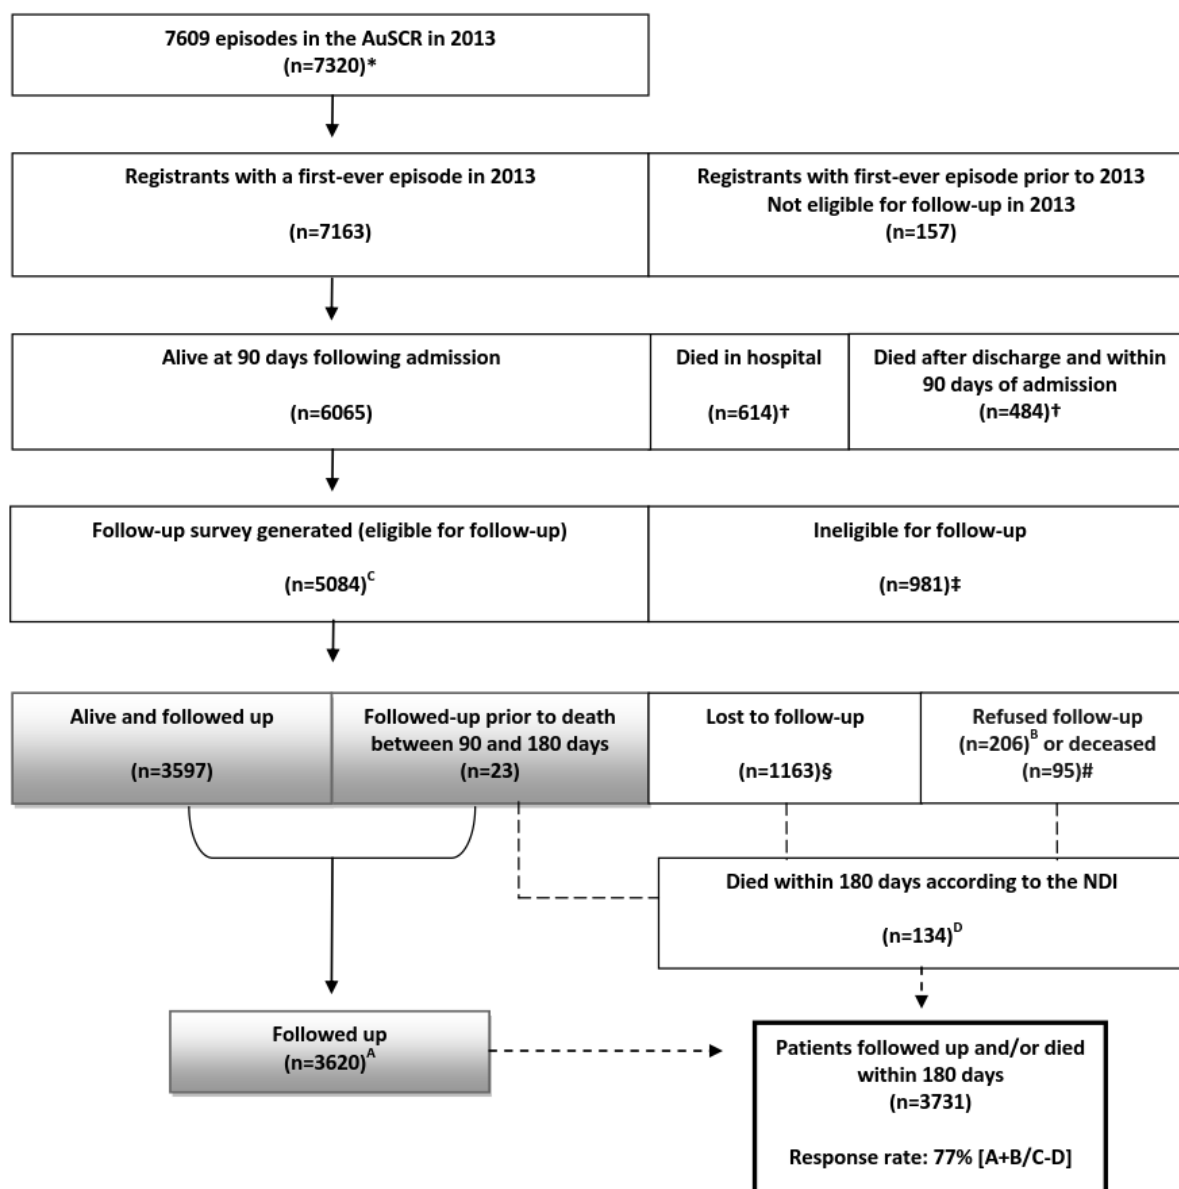 7609 episodes in the AuSCR in 2013
(n=7320)*
Registrants with a first-ever episode in 2013
(n=7163)
Registrants with first-ever episode prior to 2013
Not eligible for follow-up in 2013
(n=157)
Alive at 90 days following admission
(n=6065)
Died in hospital
(n=614)†
Died after discharge and within
90 days of admission
(n=484)†
Follow-up survey generated (eligible for follow-up)
(n=5084)C
Ineligible for follow-up
(n=981)‡
Alive and followed up
(n=3597)
Followed-up prior to death
between 90 and 180 days
(n=23)
Lost to follow-up
(n=1163)§
Refused follow-up
(n=206)B or deceased
(n=95)#
Died within 180 days according to the NDI
(n=134)D
Followed up
(n=3620)A
Patients followed up and/or died
within 180 days
(n=3731)
Response rate: 77% [A+B/C-D]